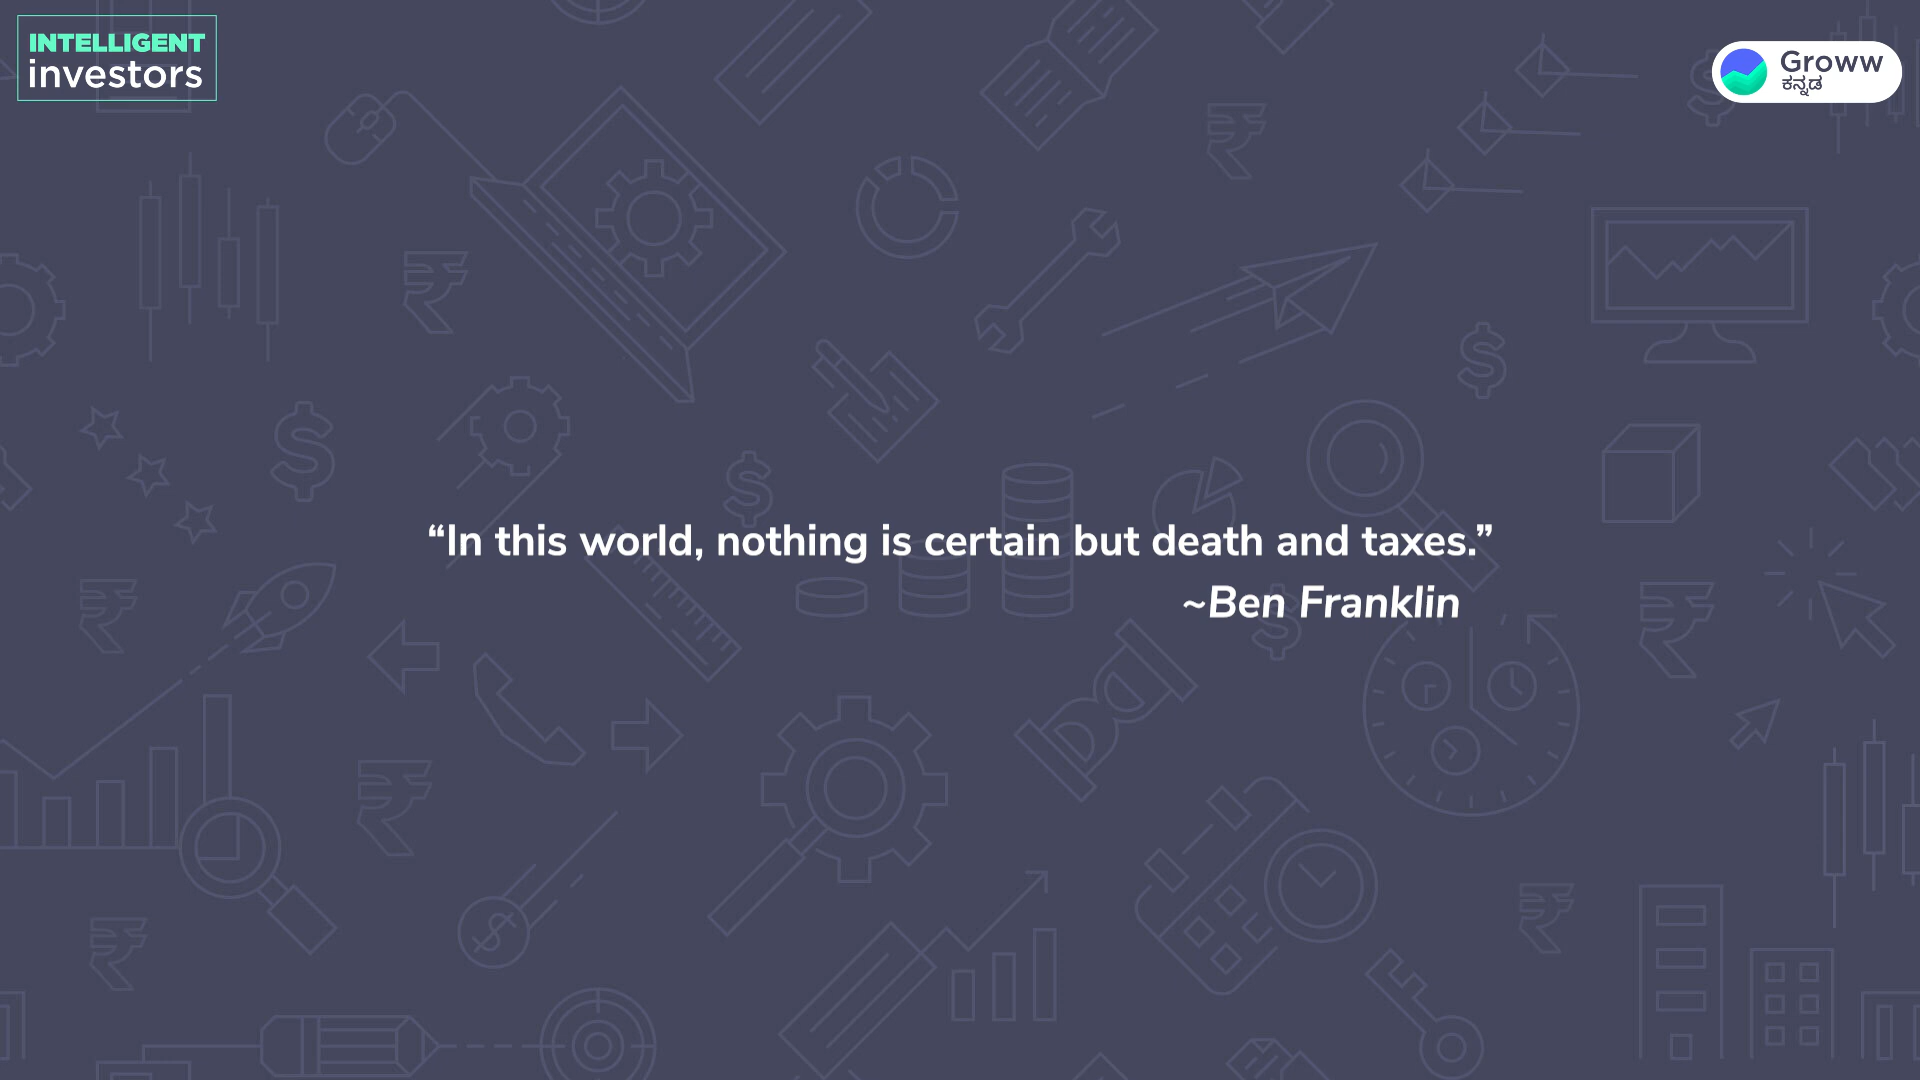 INTELLIGENT
investors
Groww
ಕನ್ನಡ
“In this world, nothing is certain but death and taxes.”
~Ben Franklin